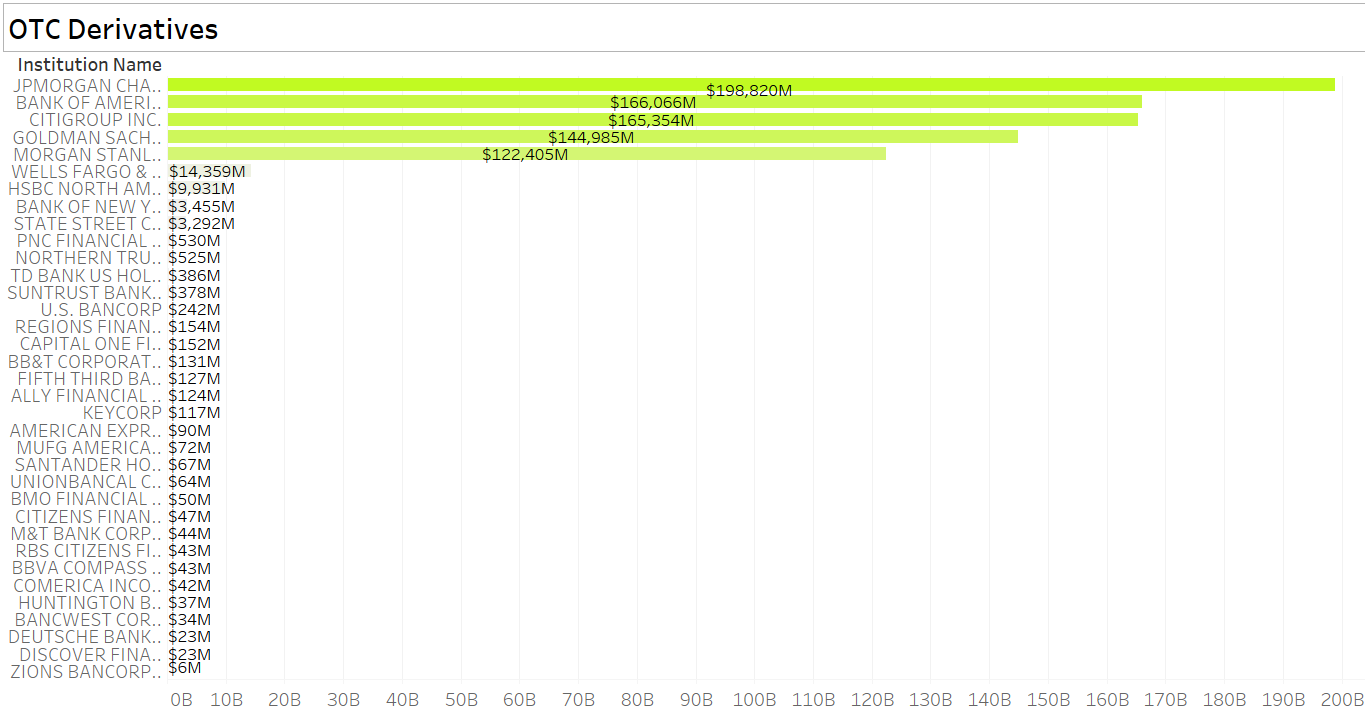 OTC Derivatives
Institution Name
JPMORGAN CHA.. $198,820M
BANK OF AMERI.. $166,066M
CITIGROUP INC. $165,354M
GOLDMAN SACH.. $144,985M
MORGAN STANL.. $122,405M
WELLS FARGO & .. $14,359M
HSBC NORTH AM.. $9,931M
BANK OF NEW Y.. $3,455M
STATE STREET C.. $3,292M
PNC FINANCIAL .. $530M
NORTHERN TRU.. $525M
TD BANK US HOL.. $386M
SUNTRUST BANK.. $378M
U.S. BANCORP $242M
REGIONS FINAN.. $154M
CAPITAL ONE FI.. $152M
BB&T CORPORAT.. $131M
FIFTH THIRD BA.. $127M
ALLY FINANCIAL .. $124M
KEYCORP $117M
AMERICAN EXPR.. $90M
MUFG AMERICA.. $72M
SANTANDER HO.. $67M
UNIONBANCAL C.. $64M
BMO FINANCIAL .. $50M
CITIZENS FINAN.. $47M
M&T BANK CORP.. $44M
RBS CITIZENS FI.. $43M
BBVA COMPASS .. $43M
COMERICA INCO.. $42M
HUNTINGTON B.. $37M
BANCWEST COR.. $34M
DEUTSCHE BANK.. $23M
DISCOVER FINA.. $23M
ZIONS BANCORP.. $6M
0B 10B 20B 30B 40B 50B 60B 70B 80B 90B 100B 110B 120B 130B 140B 150B 160B 170B 180B 190B 200B